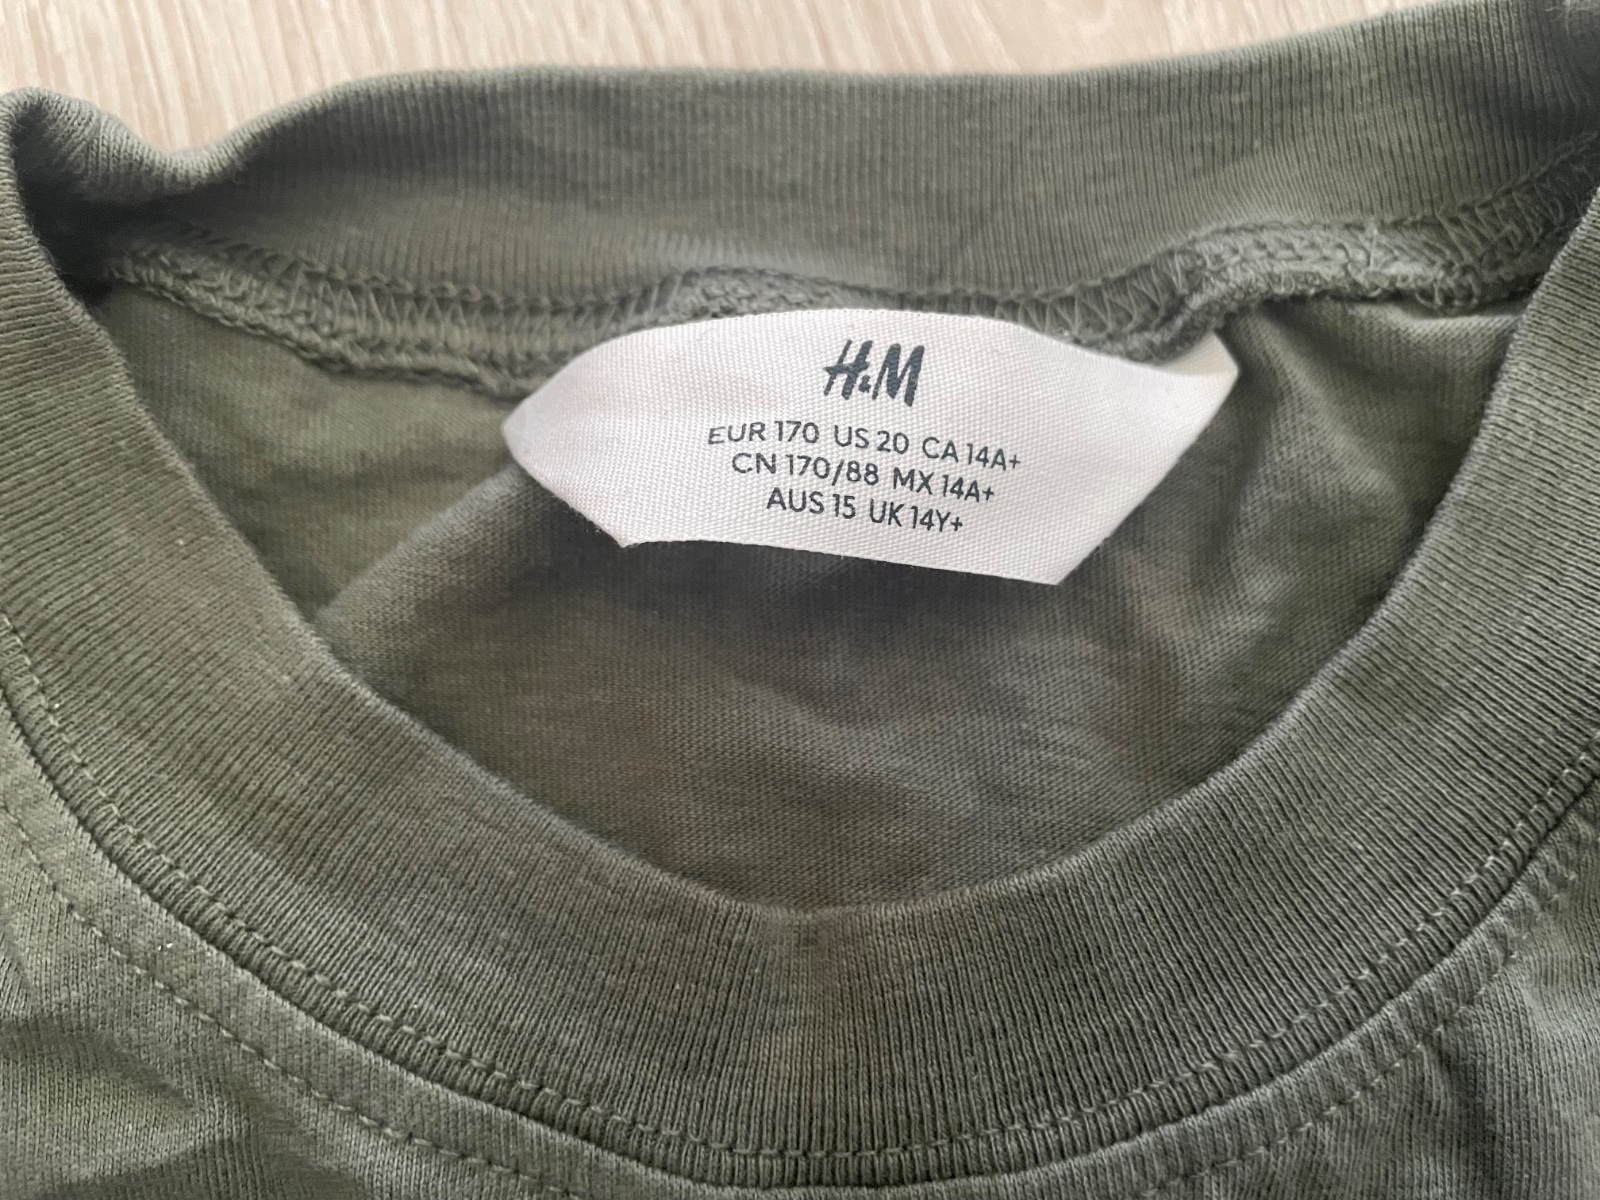 H&M
EUR 170 US 20 CA 14A+
CN 170/88 MX 14A+
AUS 15 UK 14Y+